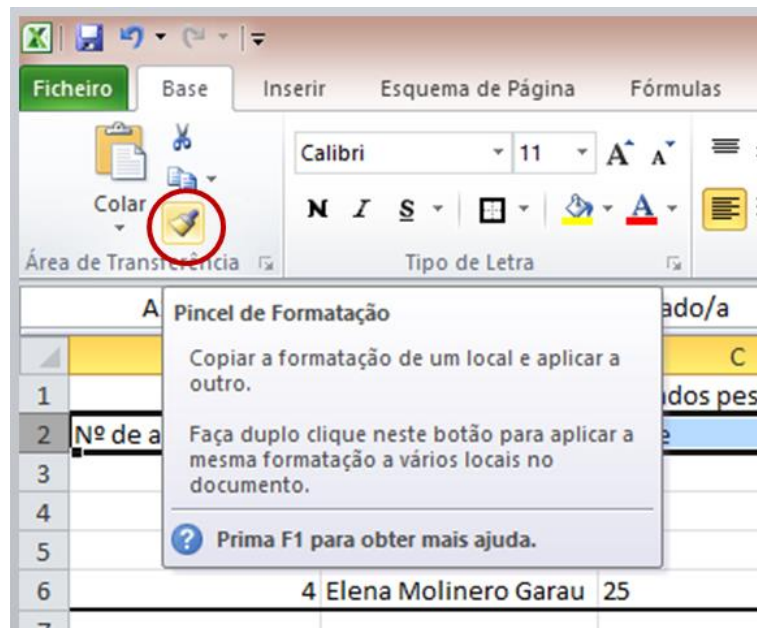 Ficheiro Base Inserir Esquema de Página Fórmulas
Calibri 11 A A
Colar N I S A
Área de Transferência Tipo de Letra
A ado/a
Pincel de Formatação
Copiar a formatação de um local e aplicar a
outro.
Faça duplo clique neste botão para aplicar a
mesma formatação a vários locais no
documento.
Prima F1 para obter mais ajuda.
C
1 dos pes
2 Nº de a e
3
4
5
6 4 Elena Molinero Garau 25